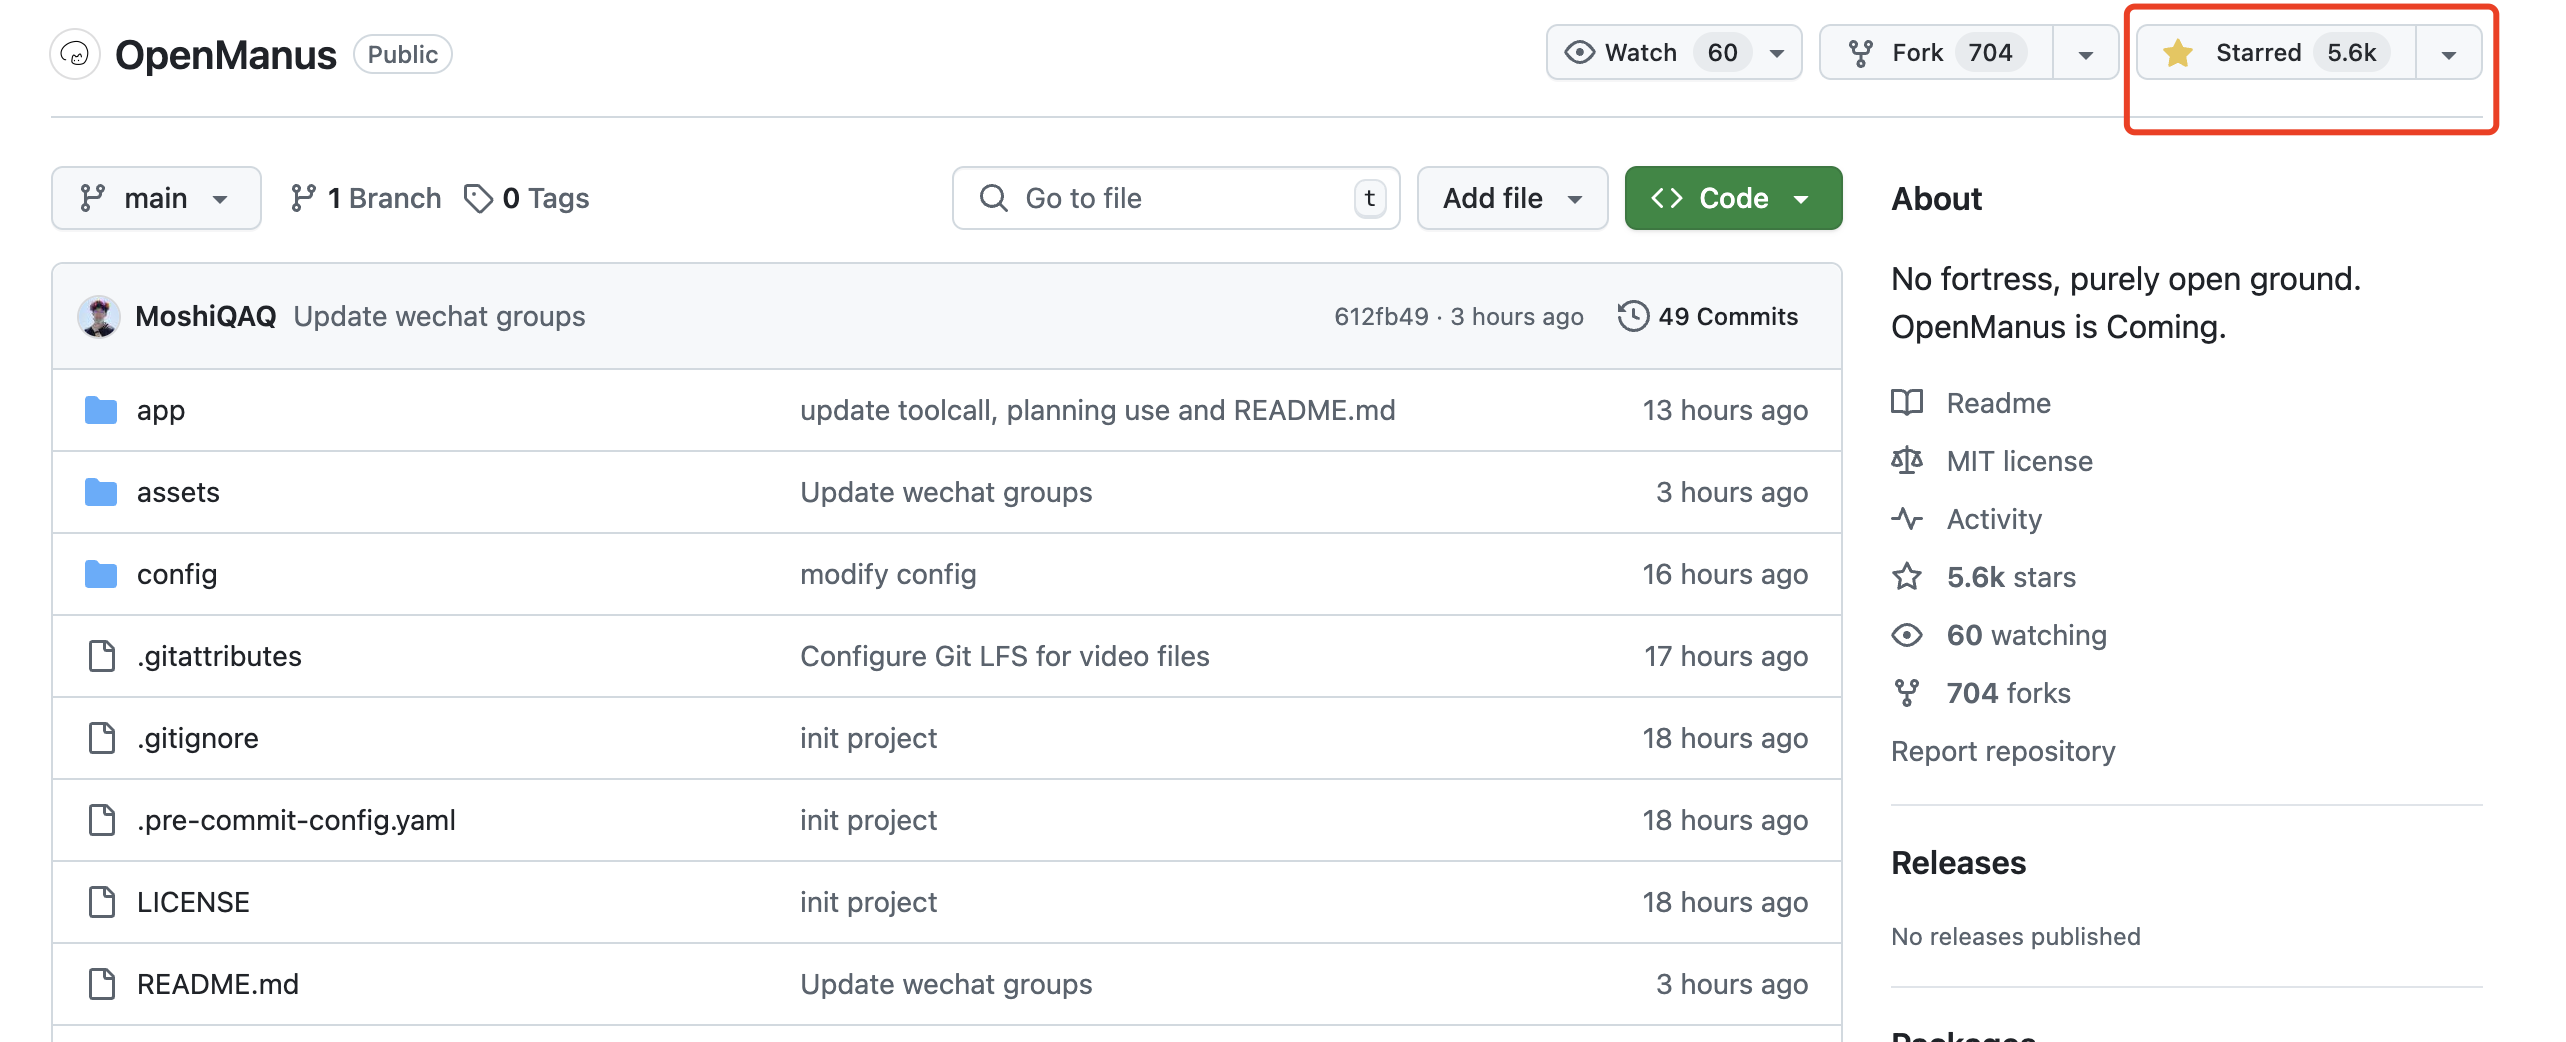 OpenManus Public
Watch 60 Fork 704 Starred 5.6k
main 1 Branch 0 Tags Go to file t Add file Code
MoshiQAQ Update wechat groups 612fb49 · 3 hours ago 49 Commits
app update toolcall, planning use and README.md 13 hours ago
assets Update wechat groups 3 hours ago
config modify config 16 hours ago
.gitattributes Configure Git LFS for video files 17 hours ago
.gitignore init project 18 hours ago
.pre-commit-config.yaml init project 18 hours ago
LICENSE init project 18 hours ago
README.md Update wechat groups 3 hours ago
About
No fortress, purely open ground.
OpenManus is Coming.
Readme
MIT license
Activity
5.6k stars
60 watching
704 forks
Report repository
Releases
No releases published
Packages